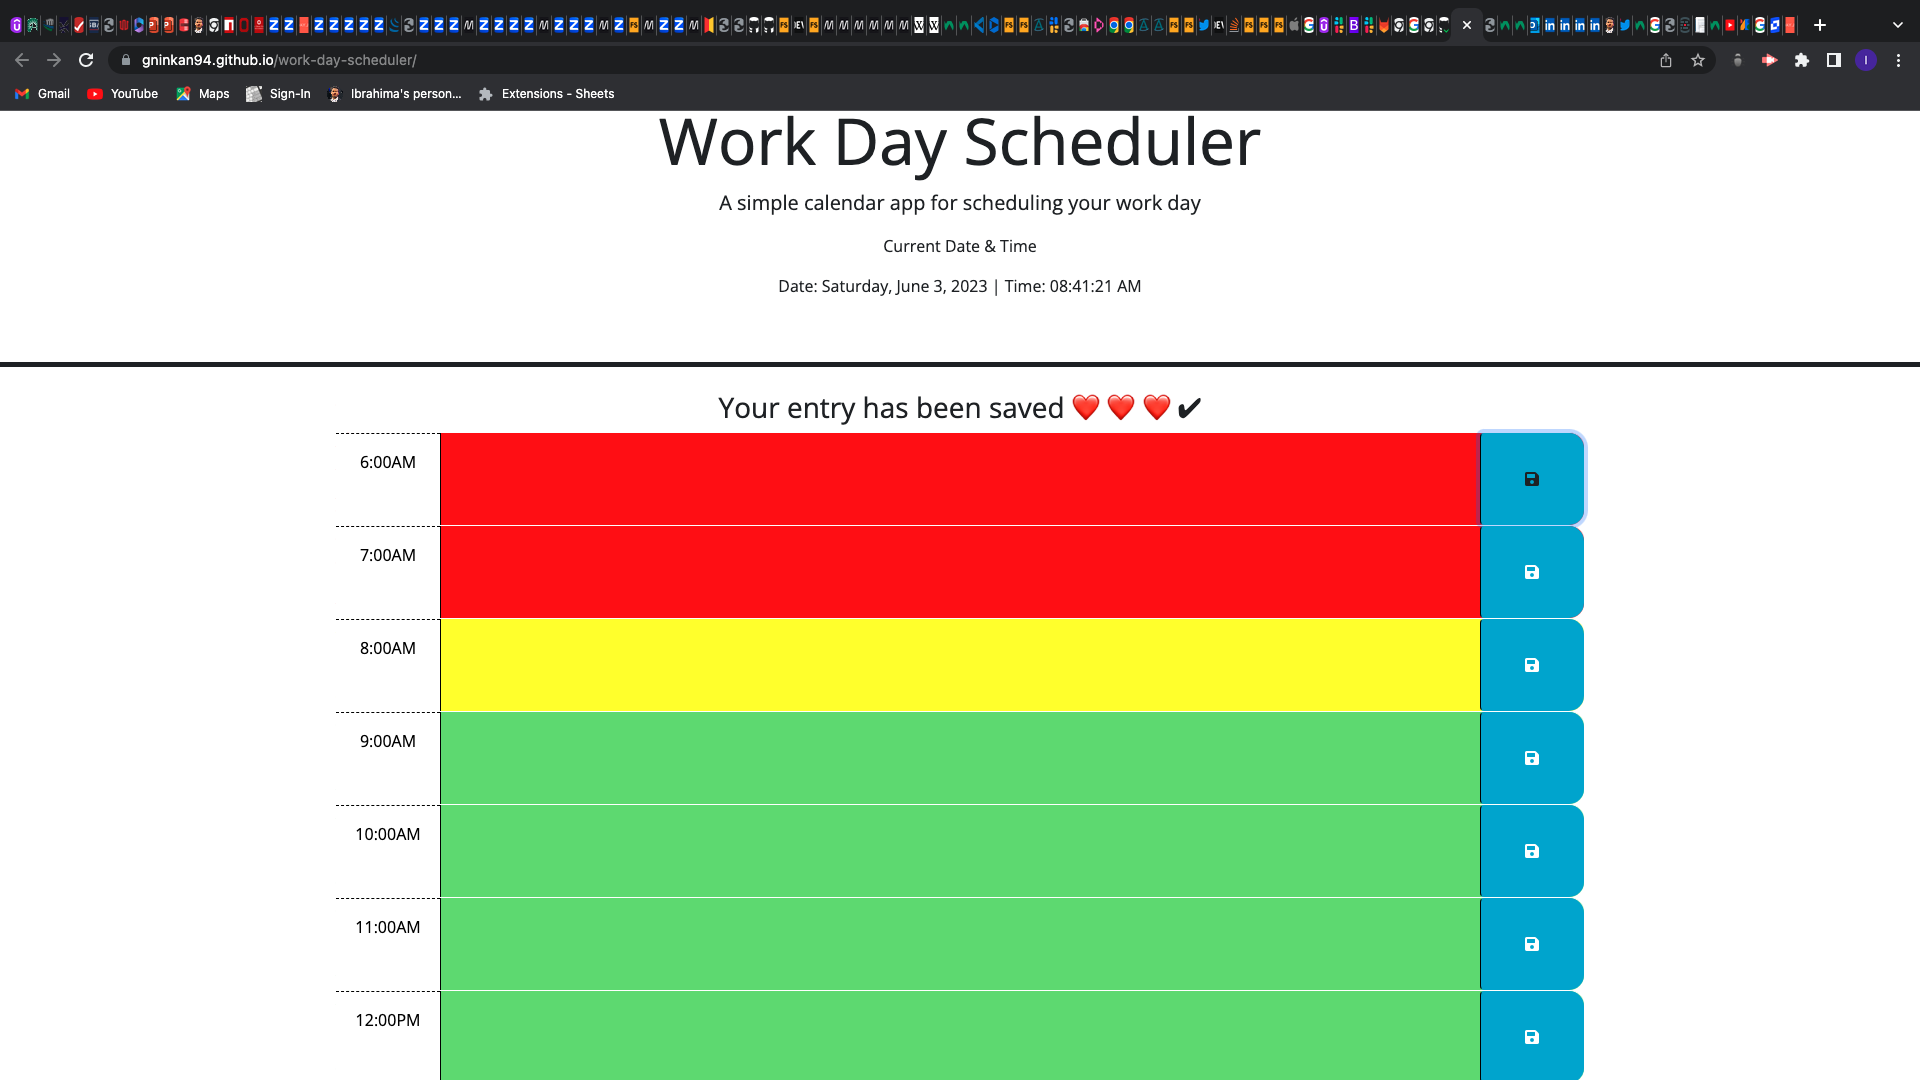 gninkan94.github.io/work-day-scheduler/
Gmail YouTube Maps Sign-In Ibrahima's person... Extensions - Sheets
Work Day Scheduler
A simple calendar app for scheduling your work day
Current Date & Time
Date: Saturday, June 3, 2023 | Time: 08:41:21 AM
Your entry has been saved ❤️ ❤️ ❤️ ✔
6:00AM
7:00AM
8:00AM
9:00AM
10:00AM
11:00AM
12:00PM